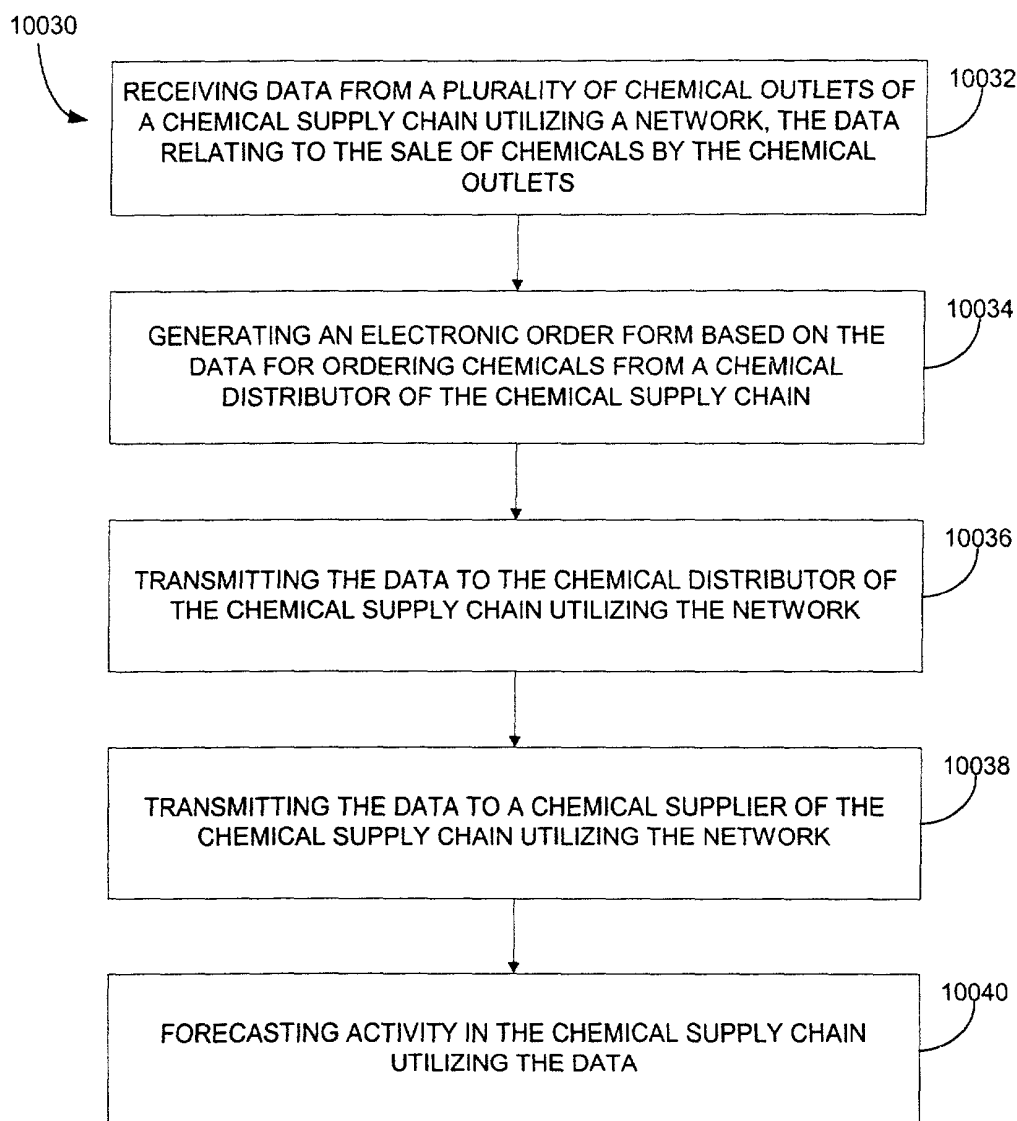 10030
RECEIVING DATA FROM A PLURALITY OF CHEMICAL OUTLETS OF
A CHEMICAL SUPPLY CHAIN UTILIZING A NETWORK, THE DATA
RELATING TO THE SALE OF CHEMICALS BY THE CHEMICAL
OUTLETS
10032
GENERATING AN ELECTRONIC ORDER FORM BASED ON THE
DATA FOR ORDERING CHEMICALS FROM A CHEMICAL
DISTRIBUTOR OF THE CHEMICAL SUPPLY CHAIN
10034
TRANSMITTING THE DATA TO THE CHEMICAL DISTRIBUTOR OF
THE CHEMICAL SUPPLY CHAIN UTILIZING THE NETWORK
10036
TRANSMITTING THE DATA TO A CHEMICAL SUPPLIER OF THE
CHEMICAL SUPPLY CHAIN UTILIZING THE NETWORK
10038
FORECASTING ACTIVITY IN THE CHEMICAL SUPPLY CHAIN
UTILIZING THE DATA
10040